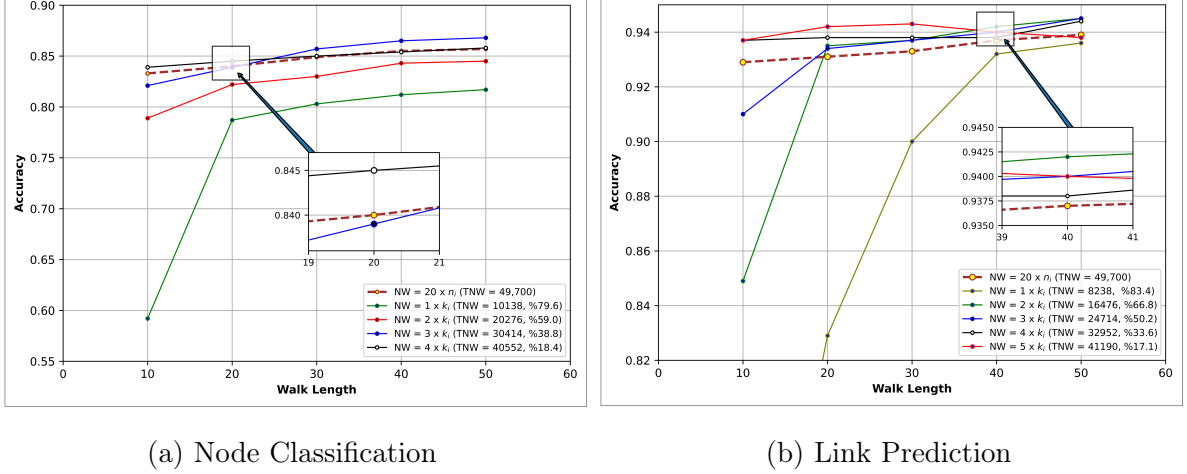 0.90
0.85
0.80
0.75
0.70
0.65
0.60
0.55
Accuracy
0
10
20
30
40
50
60
Walk Length
0.845
0.840
19
20
21
NW = 20 x n_i (TNW = 49,700)
NW = 1 x k_i (TNW = 10138, %79.6)
NW = 2 x k_i (TNW = 20276, %59.0)
NW = 3 x k_i (TNW = 30414, %38.8)
NW = 4 x k_i (TNW = 40552, %18.4)
(a) Node Classification
0.94
0.92
0.90
0.88
0.86
0.84
0.82
Accuracy
0
10
20
30
40
50
60
Walk Length
0.9450
0.9425
0.9400
0.9375
0.9350
39
40
41
NW = 20 x n_i (TNW = 49,700)
NW = 1 x k_i (TNW = 8238, %83.4)
NW = 2 x k_i (TNW = 16476, %66.8)
NW = 3 x k_i (TNW = 24714, %50.2)
NW = 4 x k_i (TNW = 32952, %33.6)
NW = 5 x k_i (TNW = 41190, %17.1)
(b) Link Prediction